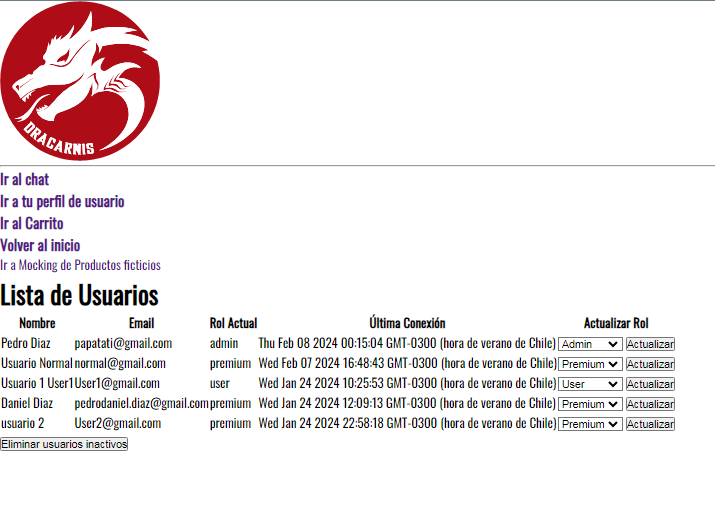 DRACARNIS
Ir al chat
Ir a tu perfil de usuario
Ir al Carrito
Volver al inicio
Ir a Mocking de Productos ficticios
Lista de Usuarios
Nombre Email Rol Actual Última Conexión Actualizar Rol
Pedro Diaz papatati@gmail.com admin Thu Feb 08 2024 00:15:04 GMT-0300 (hora de verano de Chile) Admin Actualizar
Usuario Normal normal@gmail.com premium Wed Feb 07 2024 16:48:43 GMT-0300 (hora de verano de Chile) Premium Actualizar
Usuario 1 User1 User1@gmail.com user Wed Jan 24 2024 10:25:53 GMT-0300 (hora de verano de Chile) User Actualizar
Daniel Diaz pedrodaniel.diaz@gmail.com premium Wed Jan 24 2024 12:09:13 GMT-0300 (hora de verano de Chile) Premium Actualizar
usuario 2 User2@gmail.com premium Wed Jan 24 2024 22:58:18 GMT-0300 (hora de verano de Chile) Premium Actualizar
Eliminar usuarios inactivos